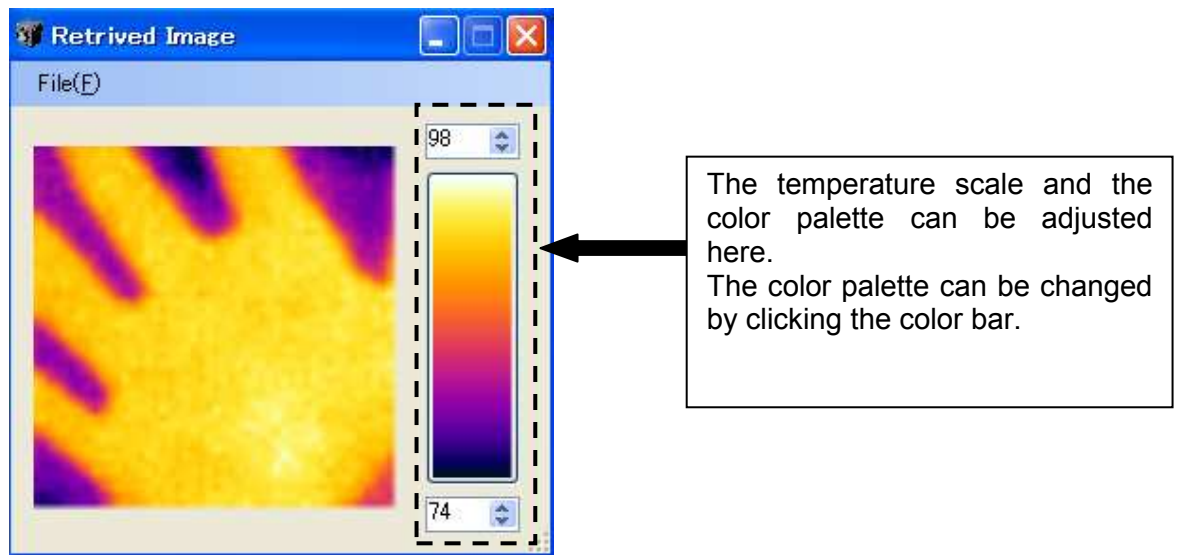 Retrived Image
File(F)
98
74
The temperature scale and the
color palette can be adjusted
here.
The color palette can be changed
by clicking the color bar.